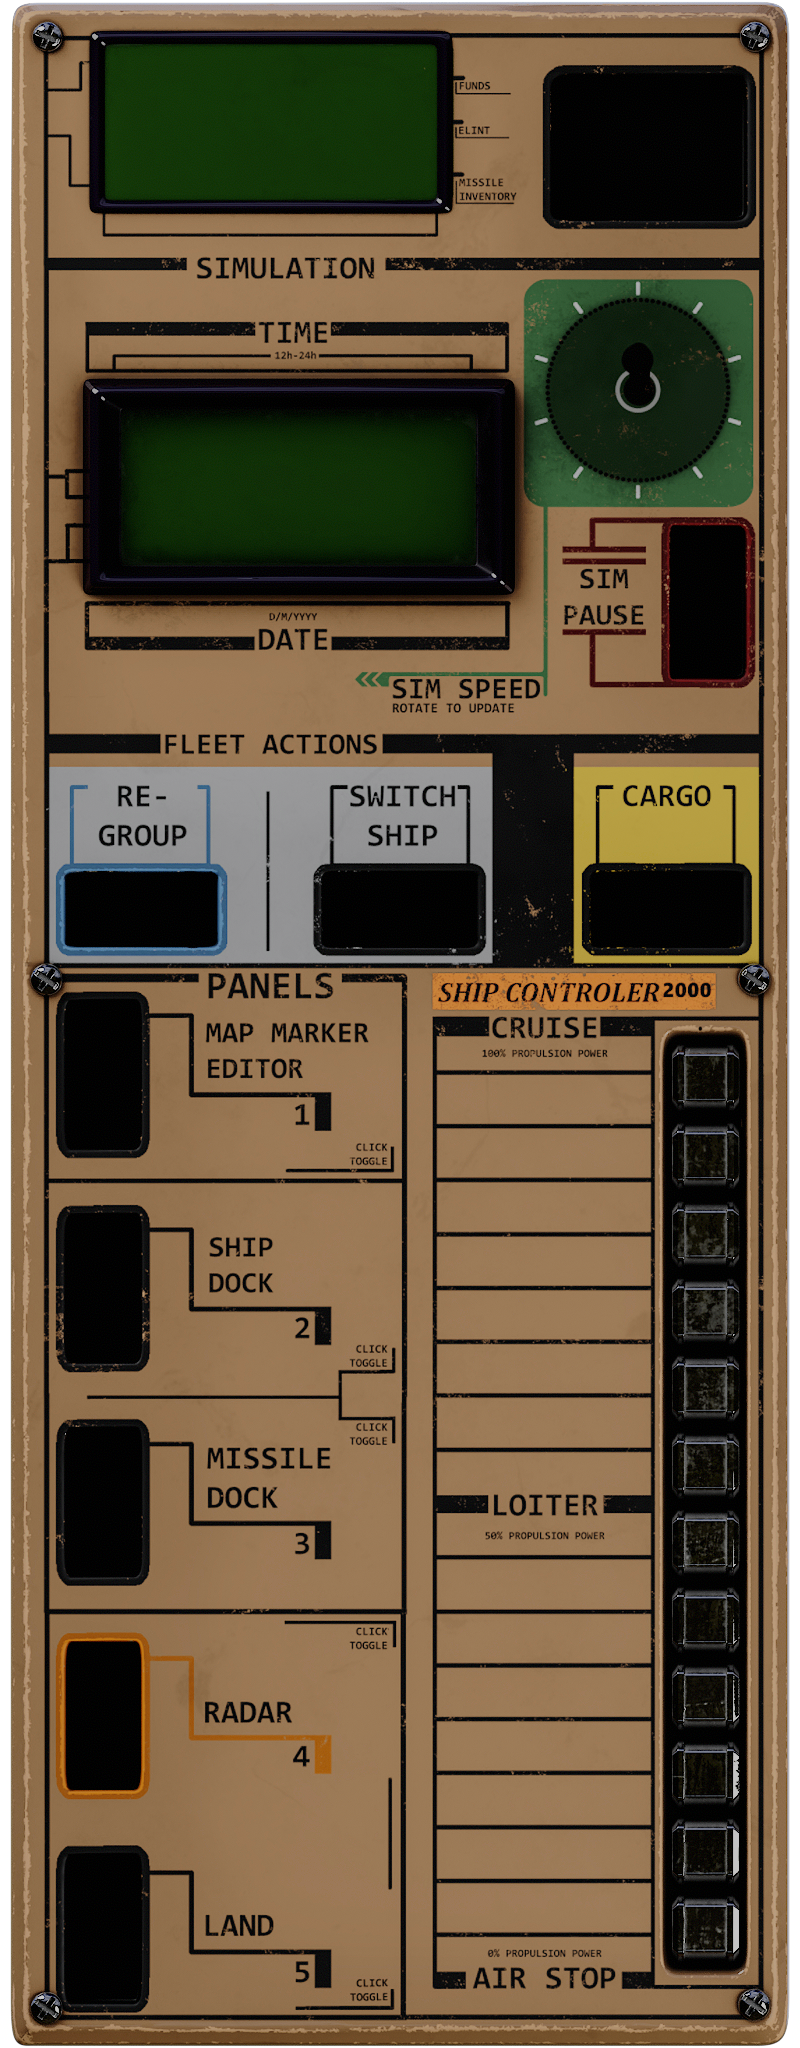 FUNDS
ELINT
MISSILE
INVENTORY
SIMULATION
TIME
12h-24h
SIM
PAUSE
D/M/YYYY
DATE
SIM SPEED
ROTATE TO UPDATE
FLEET ACTIONS
RE-
GROUP
SWITCH
SHIP
CARGO
PANELS
MAP MARKER
EDITOR
1
CLICK
TOGGLE
SHIP
DOCK
2
CLICK
TOGGLE
CLICK
TOGGLE
MISSILE
DOCK
3
CLICK
TOGGLE
RADAR
4
LAND
5
CLICK
TOGGLE
SHIP CONTROLER 2000
CRUISE
100% PROPULSION POWER
LOITER
50% PROPULSION POWER
0% PROPULSION POWER
AIR STOP